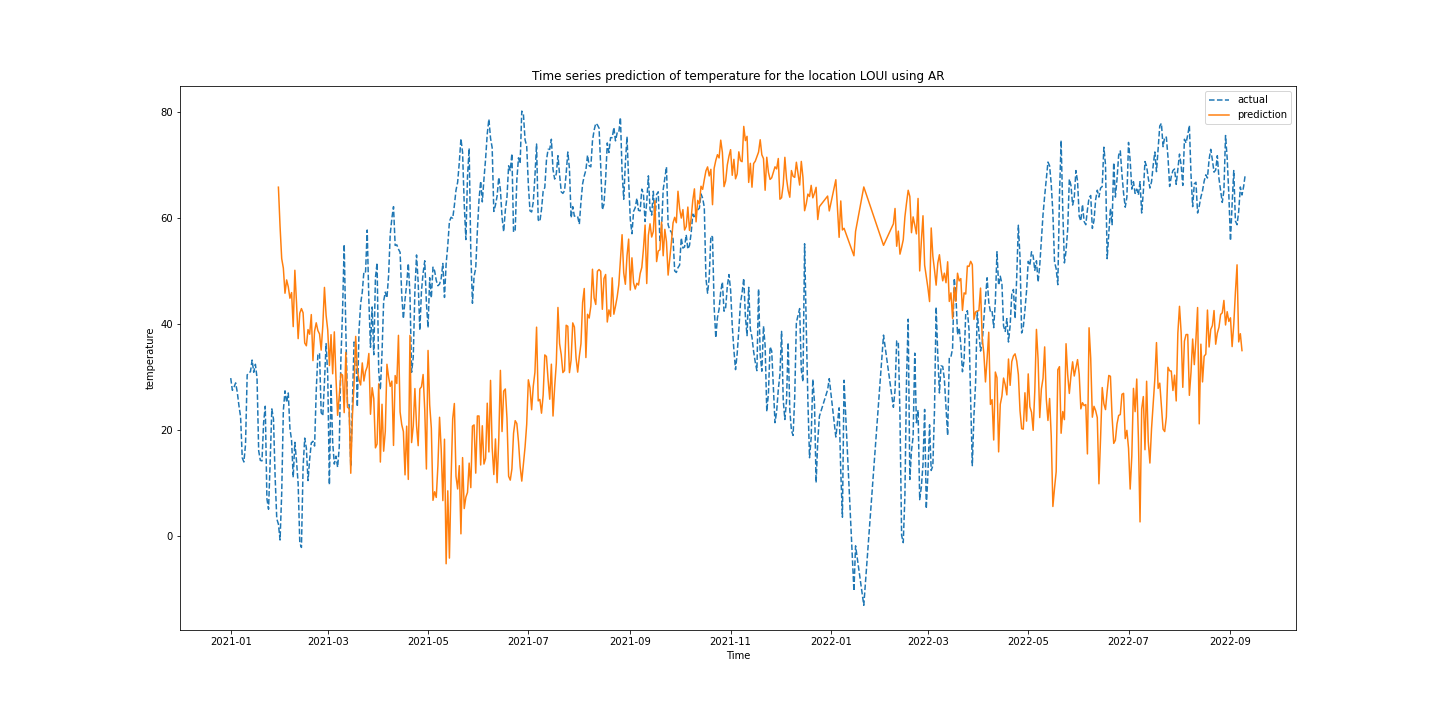 Time series prediction of temperature for the location LOUI using AR
actual
prediction
80
60
40
20
0
temperature
2021-01 2021-03 2021-05 2021-07 2021-09 2021-11 2022-01 2022-03 2022-05 2022-07 2022-09
Time